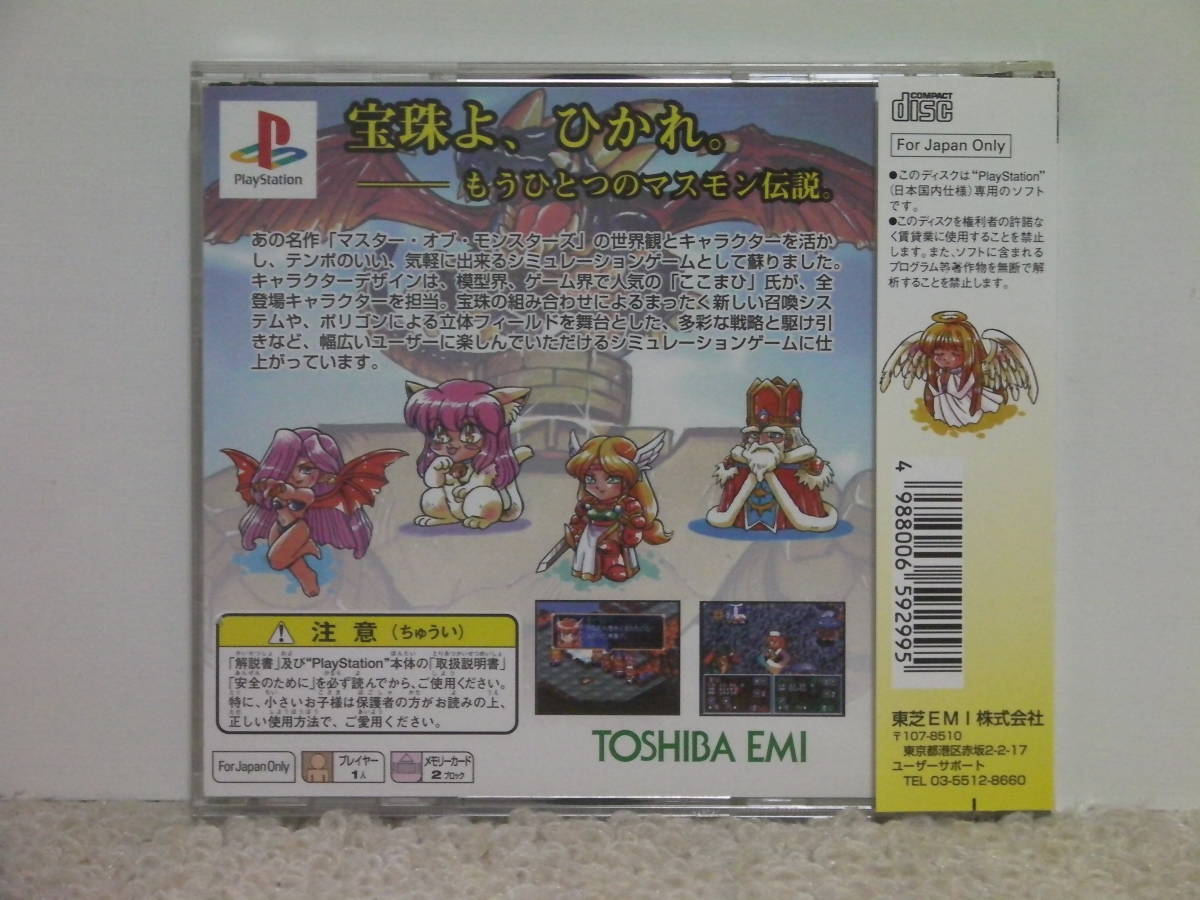 PlayStation
宝珠よ、ひかれ。
もうひとつのマスモン伝説。
あの名作「マスター・オブ・モンスターズ」の世界観とキャラクターを活か
し、テンポのいい、気軽に出来るシミュレーションゲームとして蘇りました。
キャラクターデザインは、模型界、ゲーム界で人気の「ここまひ」氏が、全
登場キャラクターを担当。宝珠の組み合わせによるまったく新しい召喚シス
テムや、ポリゴンによる立体フィールドを舞台とした、多彩な戦略と駆け引
きなど、幅広いユーザーに楽しんでいただけるシミュレーションゲームに仕
上がっています。
注意(ちゅうい)
「解説書」及び“PlayStation”本体の「取扱説明書」
「安全のために」を必ず読んでから、ご使用ください。
特に、小さいお子様は保護者の方がお読みの上、
正しい使用方法で、ご愛用ください。
TOSHIBA EMI
For Japan Only
プレイヤー
1人
メモリーカード
2ブロック
COMPACT
disc
For Japan Only
●このディスクは“PlayStation”
(日本国内仕様)専用のソフト
です。
●このディスクを権利者の許諾な
く賃貸業に使用することを禁止
します。また、ソフトに含まれる
プログラム等著作物を無断で解
析することを禁止します。
4 988006 592995
東芝EMI株式会社
〒107-8510
東京都港区赤坂2-2-17
ユーザーサポート
TEL 03-5512-8660